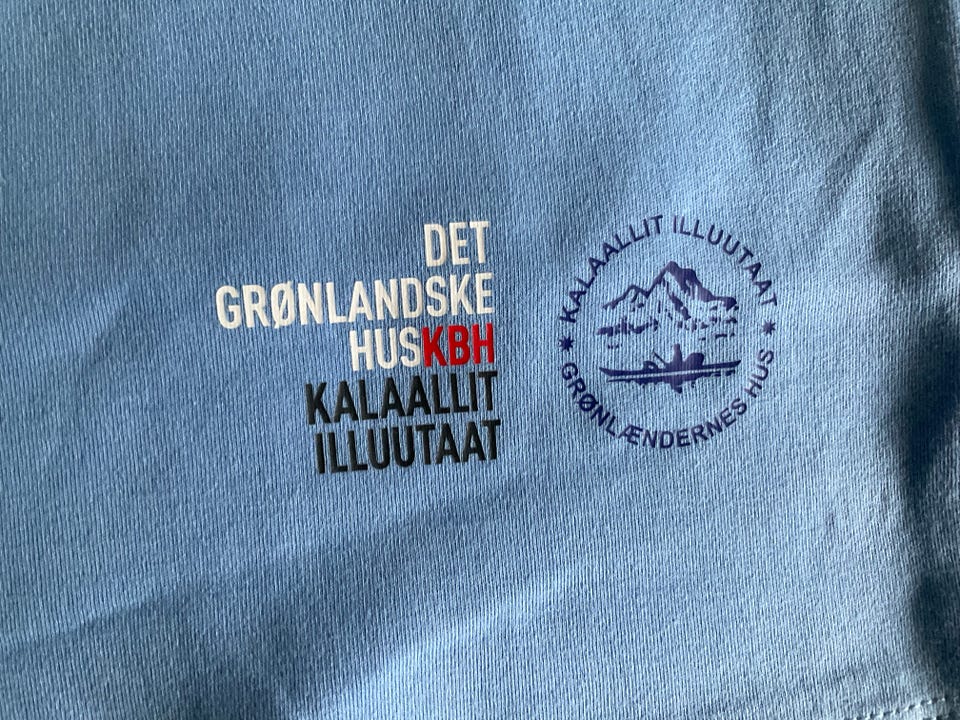 DET
GRØNLANDSKE
HUSKBH
KALAALLIT
ILLUUTAAT
KALAALLIT ILLUUTAAT
GRØNLÆNDERNES HUS